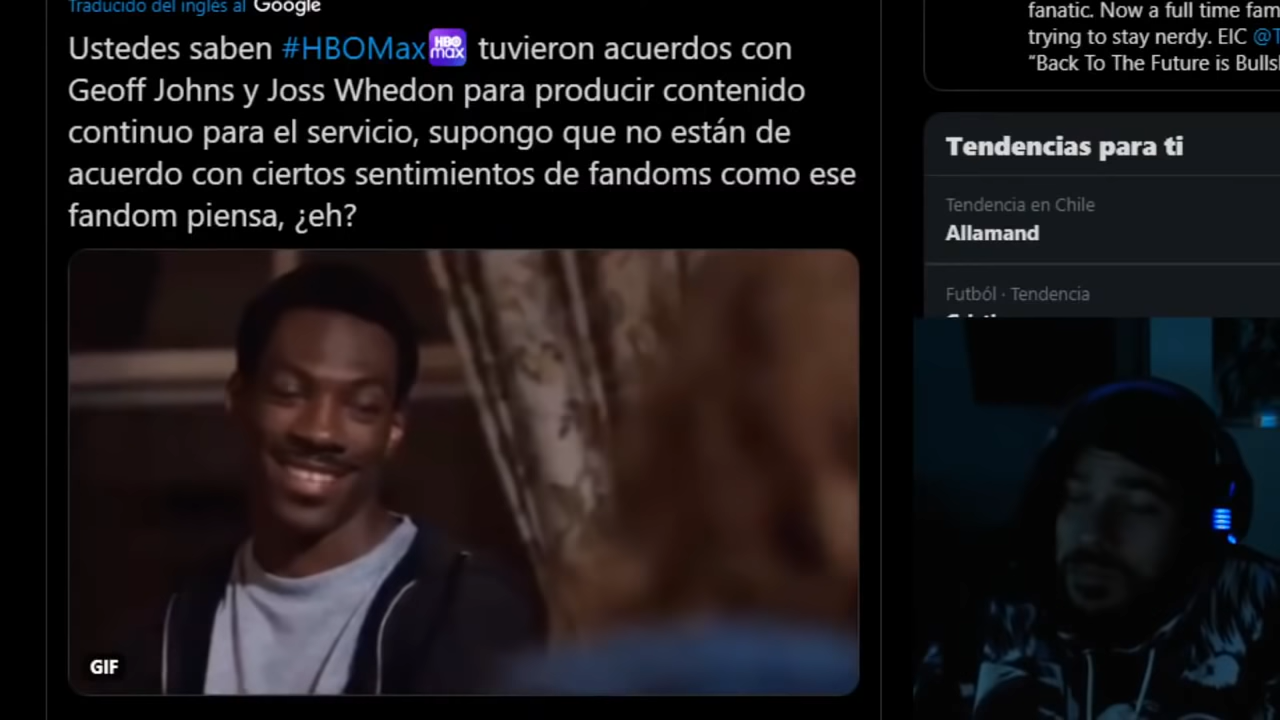 Traducido del inglés al Google
Ustedes saben #HBOMax HBO max tuvieron acuerdos con
Geoff Johns y Joss Whedon para producir contenido
continuo para el servicio, supongo que no están de
acuerdo con ciertos sentimientos de fandoms como ese
fandom piensa, ¿eh?
GIF
fanatic. Now a full time
trying to stay nerdy. EIC
“Back To The Future is
Tendencias para ti
Tendencia en Chile
Allamand
Futból · Tendencia